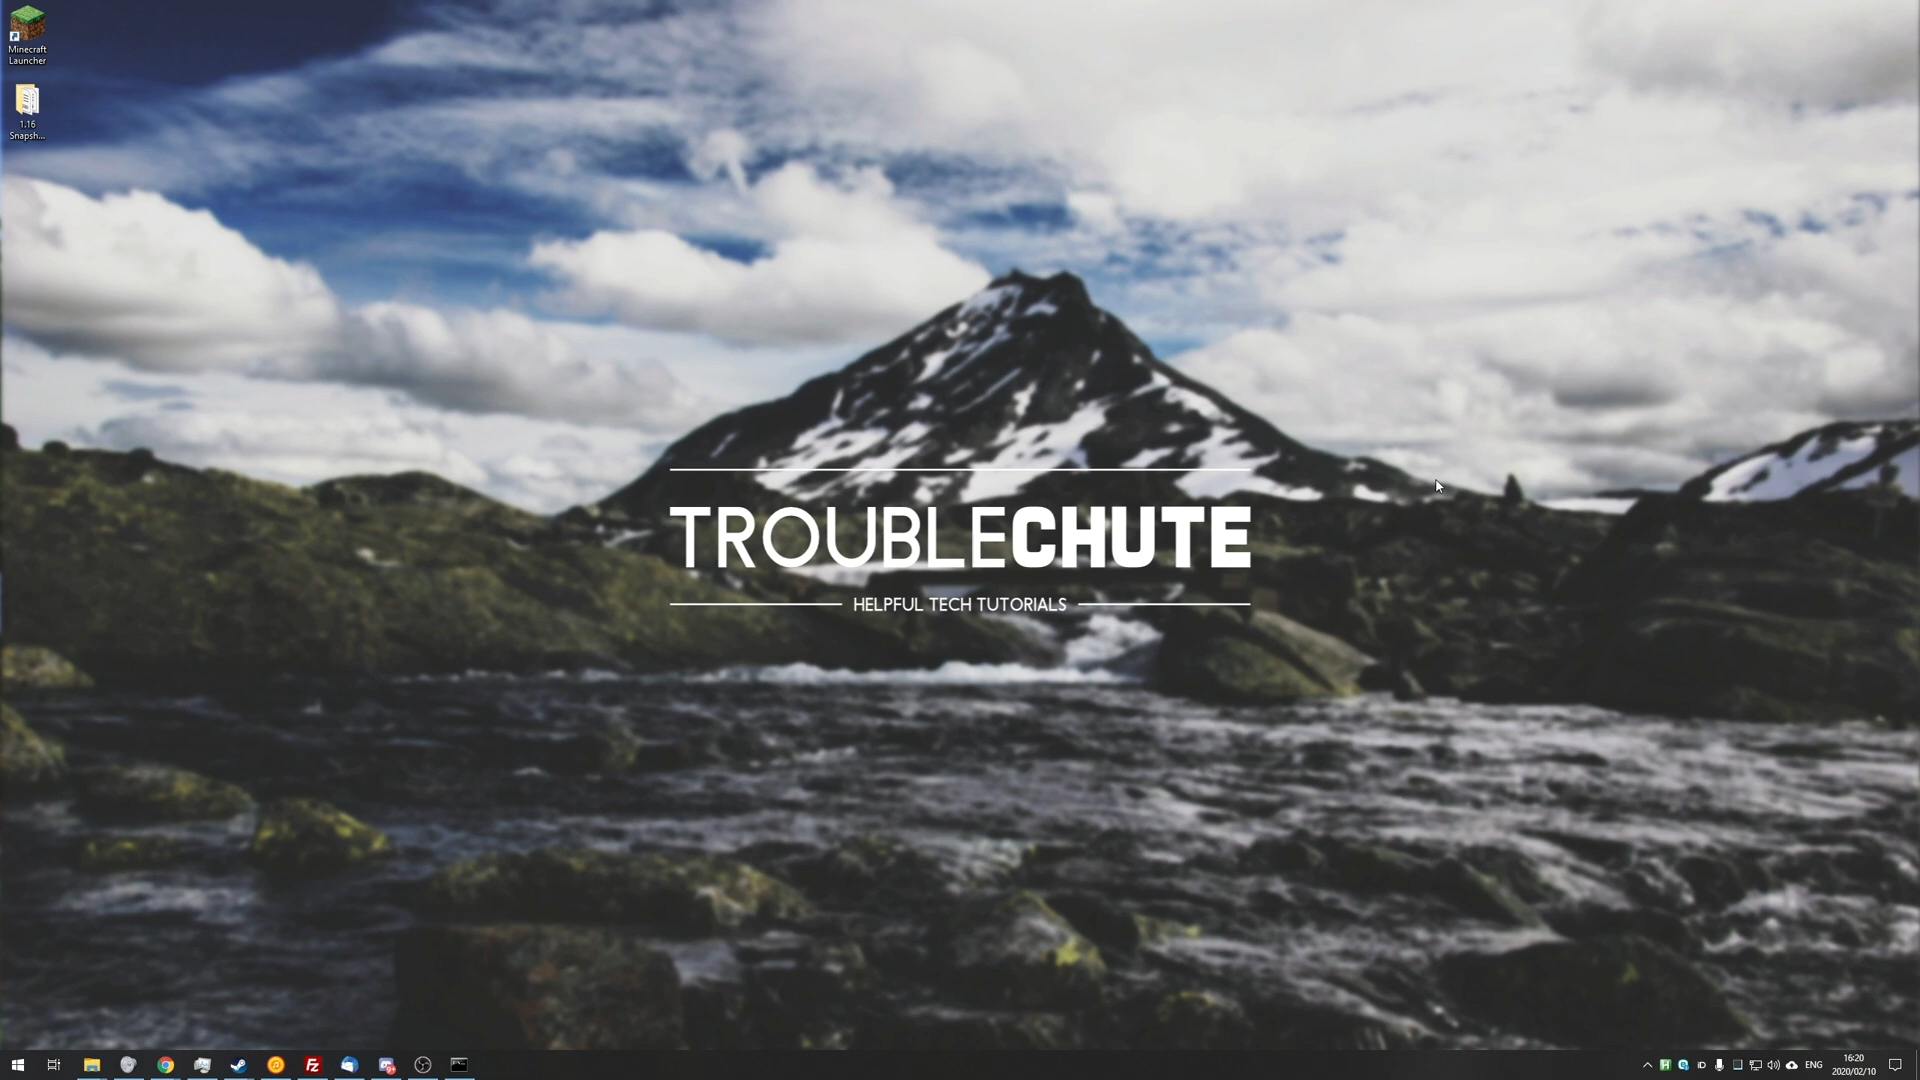 Minecraft
Launcher
1.16
Snapsh...
TROUBLECHUTE
HELPFUL TECH TUTORIALS
ENG
16:20
2020/02/10